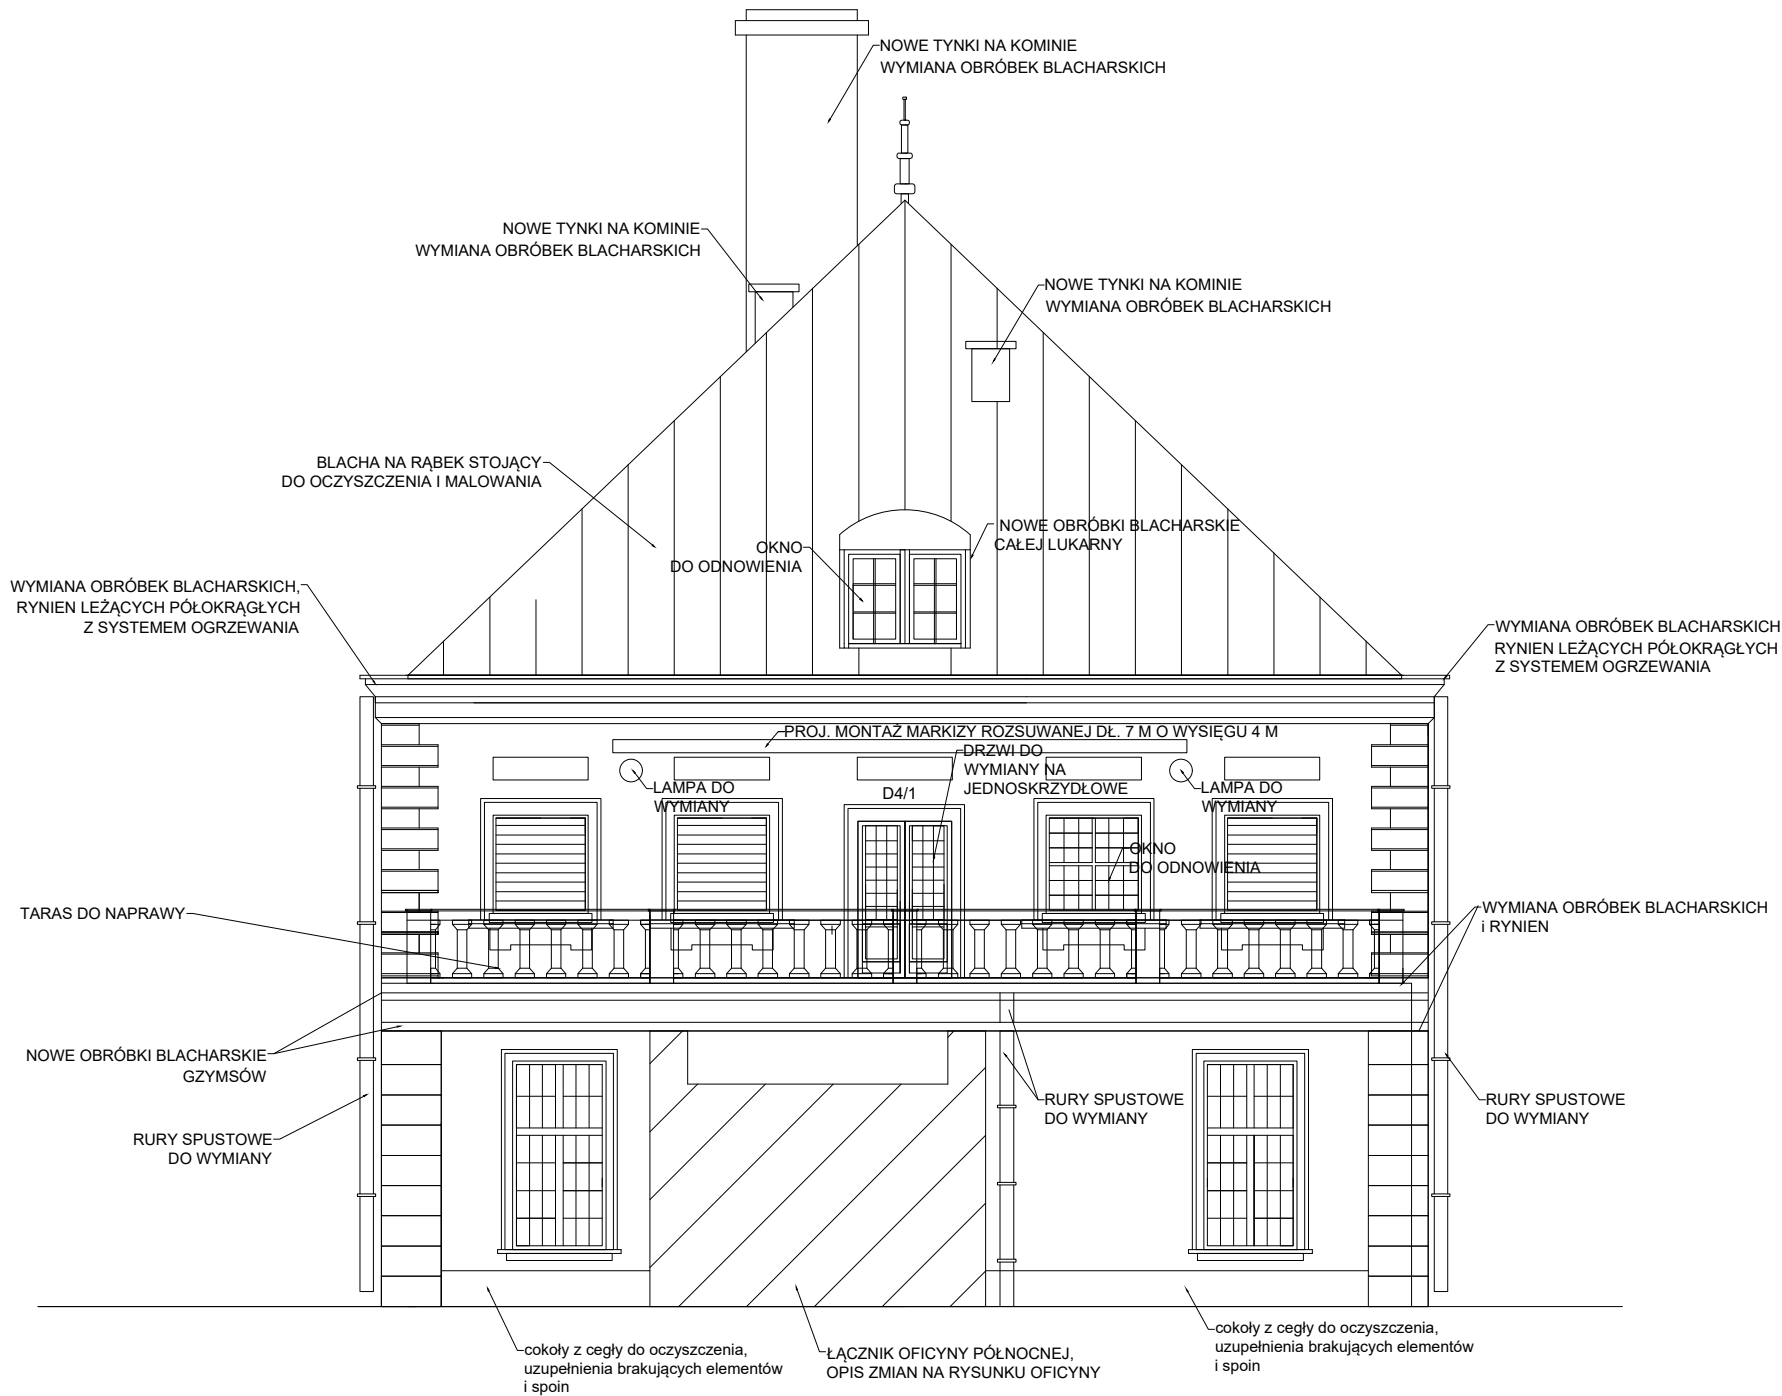 NOWE TYNKI NA KOMINIE
WYMIANA OBRÓBEK BLACHARSKICH
NOWE TYNKI NA KOMINIE
WYMIANA OBRÓBEK BLACHARSKICH
NOWE TYNKI NA KOMINIE
WYMIANA OBRÓBEK BLACHARSKICH
BLACHA NA RĄBEK STOJĄCY
DO OCZYSZCZENIA I MALOWANIA
NOWE OBRÓBKI BLACHARSKIE
CAŁEJ LUKARNY
OKNO
DO ODNOWIENIA
WYMIANA OBRÓBEK BLACHARSKICH,
RYNIEN LEŻĄCYCH PÓŁOKRĄGŁYCH
Z SYSTEMEM OGRZEWANIA
WYMIANA OBRÓBEK BLACHARSKICH
RYNIEN LEŻĄCYCH PÓŁOKRĄGŁYCH
Z SYSTEMEM OGRZEWANIA
PROJ. MONTAŻ MARKIZY ROZSUWANEJ DŁ. 7 M O WYSIĘGU 4 M
DRZWI DO
WYMIANY NA
JEDNOSKRZYDŁOWE
LAMPA DO
WYMIANY
D4/1
LAMPA DO
WYMIANY
OKNO
DO ODNOWIENIA
TARAS DO NAPRAWY
WYMIANA OBRÓBEK BLACHARSKICH
i RYNIEN
NOWE OBRÓBKI BLACHARSKIE
GZYMSÓW
RURY SPUSTOWE
DO WYMIANY
RURY SPUSTOWE
DO WYMIANY
RURY SPUSTOWE
DO WYMIANY
cokoły z cegły do oczyszczenia,
uzupełnienia brakujących elementów
i spoin
ŁĄCZNIK OFICYNY PÓŁNOCNEJ,
OPIS ZMIAN NA RYSUNKU OFICYNY
cokoły z cegły do oczyszczenia,
uzupełnienia brakujących elementów
i spoin